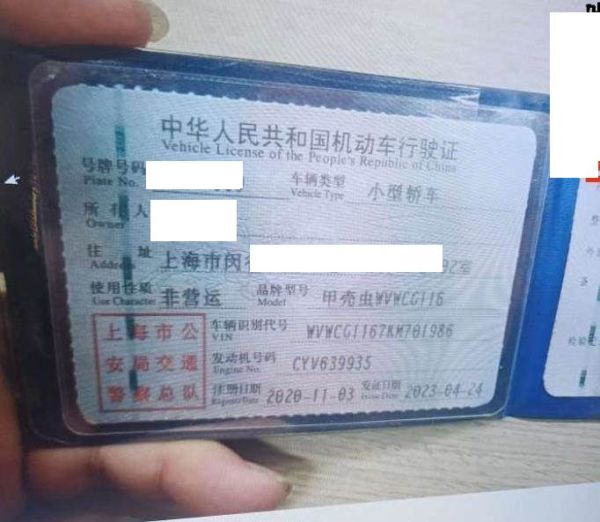 中华人民共和国机动车行驶证
Vehicle License of the People's Republic of China
号牌号码 车辆类型 小型轿车
Plate No. Vehicle Type
所 人
Owner
住 址 上海市闵 室
Address
使用性质 非营运 品牌型号 甲壳虫WVWCG116
Use Character Model
上海市公 车辆识别代号 WVWCG1167KM701986
VIN
安局交通 发动机号码 CYV639935
Engine No.
警察总队 注册日期 2020-11-03 发证日期 2023-04-24
Register Date Issue Date